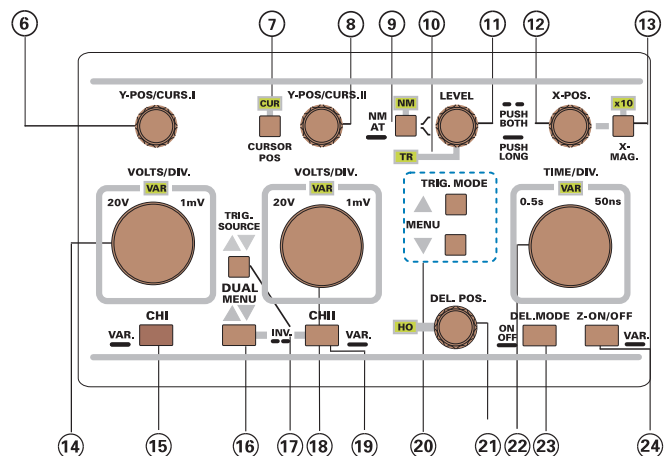 6 7 8 9 10 11 12 13
Y-POS/CURS.I
CUR
CURSOR
POS
Y-POS/CURS.II
NM
AT
NM
TR
LEVEL
PUSH
BOTH
PUSH
LONG
X-POS.
x10
X-
MAG.
VOLTS/DIV.
VAR
20V 1mV
TRIG.
SOURCE
VOLTS/DIV.
VAR
20V 1mV
TRIG. MODE
MENU
TIME/DIV.
VAR
0.5s 50ns
DUAL
MENU
CHI
VAR.
INV.
CHII
VAR.
HO
DEL. POS.
ON
OFF
DEL.MODE
Z-ON/OFF
VAR.
14 15 16 17 18 19 20 21 22 23 24